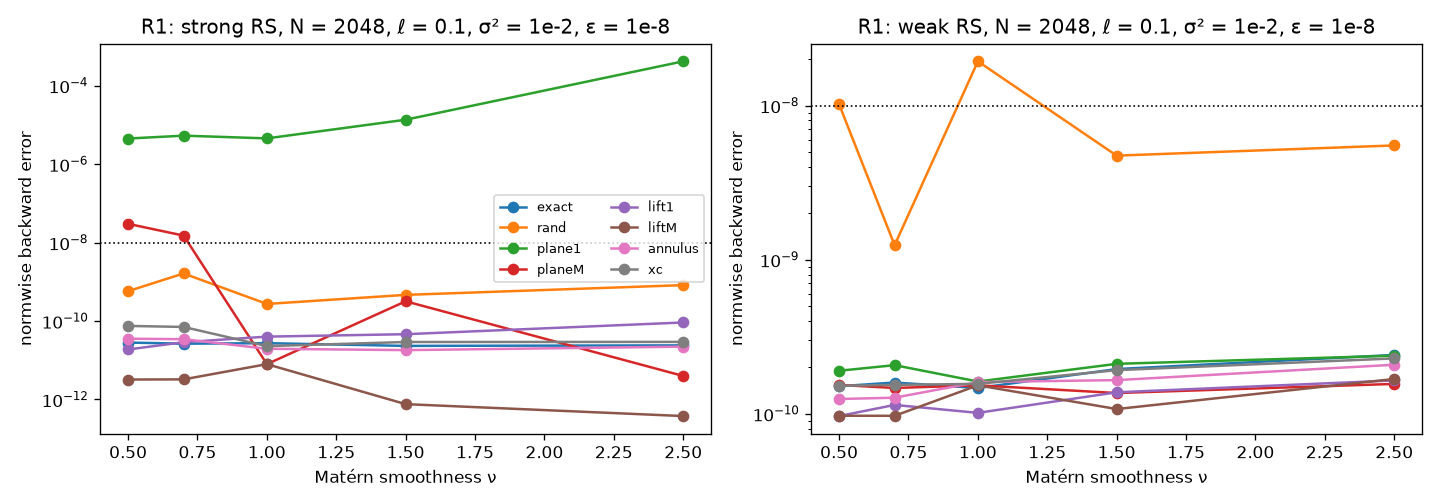 R1: strong RS, N = 2048, ℓ = 0.1, σ² = 1e-2, ε = 1e-8
normwise backward error
10⁻⁴
10⁻⁶
10⁻⁸
10⁻¹⁰
10⁻¹²
exact
rand
plane1
planeM
lift1
liftM
annulus
xc
0.50 0.75 1.00 1.25 1.50 1.75 2.00 2.25 2.50
Matérn smoothness ν
R1: weak RS, N = 2048, ℓ = 0.1, σ² = 1e-2, ε = 1e-8
normwise backward error
10⁻⁸
10⁻⁹
10⁻¹⁰
0.50 0.75 1.00 1.25 1.50 1.75 2.00 2.25 2.50
Matérn smoothness ν